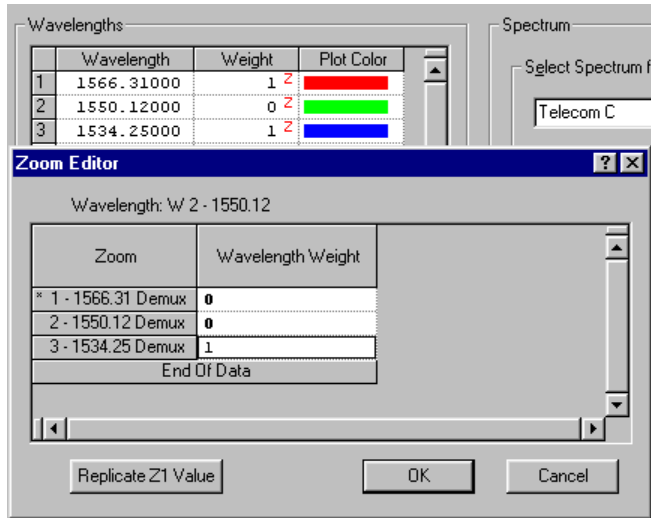 Wavelengths
Spectrum
Wavelength Weight Plot Color
Select Spectrum f
1 1566.31000 1 Z
2 1550.12000 0 Z
Telecom C
3 1534.25000 1 Z
Zoom Editor
Wavelength: W 2 - 1550.12
Zoom Wavelength Weight
* 1 - 1566.31 Demux 0
2 - 1550.12 Demux 0
3 - 1534.25 Demux 1
End Of Data
Replicate Z1 Value OK Cancel